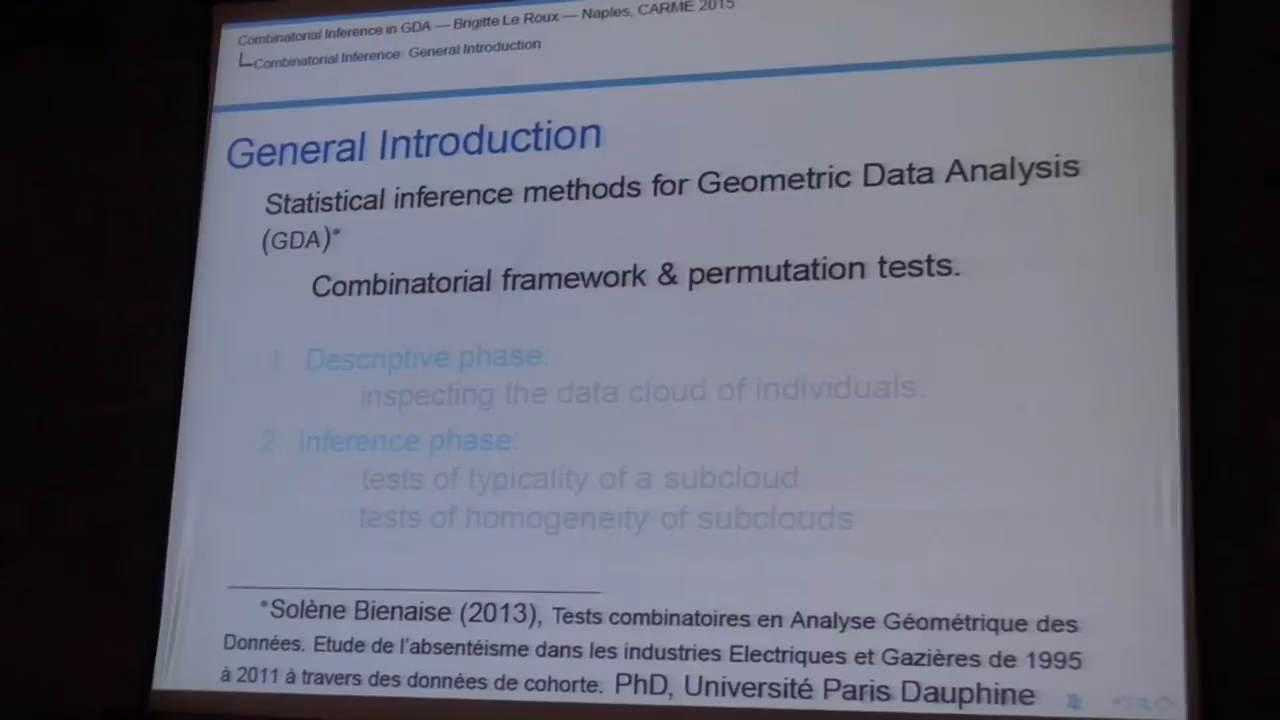 Combinatorial Inference in GDA — Brigitte Le Roux — Naples, CARME 2015
Combinatorial Inference: General Introduction
General Introduction
Statistical inference methods for Geometric Data Analysis
(GDA)*
Combinatorial framework & permutation tests.
1 Descriptive phase:
inspecting the data cloud of individuals.
2 Inference phase:
tests of typicality of a subcloud
tests of homogeneity of subclouds
*Solène Bienaise (2013), Tests combinatoires en Analyse Géométrique des
Données. Etude de l'absentéisme dans les industries Electriques et Gazières de 1995
à 2011 à travers des données de cohorte. PhD, Université Paris Dauphine